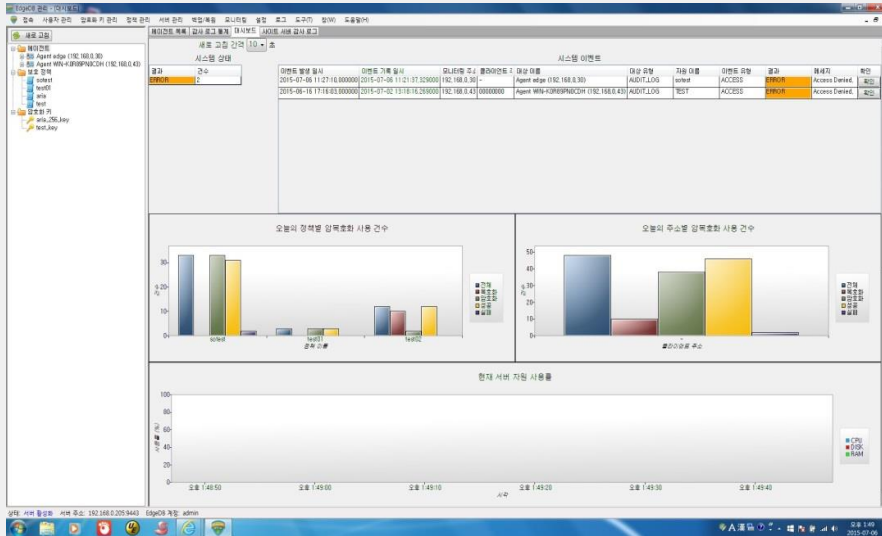 EdgeDB 관리 - [대시보드]
접속 사용자 관리 암호화 키 관리 정책 관리 서버 관리 백업/복원 모니터링 설정 로그 도구(T) 창(W) 도움말(H)
새로 고침
에이전트
Agent edge (192.168.0.30)
Agent WIN-K0RI8PN8CDH (192.168.0.43)
보호 정책
sotest
test01
aria
test
암호화 키
aria_256_key
test_key
에이전트 목록 감사 로그 통계 대시보드 사이트 서버 감사 로그
새로 고침 간격 10 초
시스템 상태
결과 건수
ERROR 2
시스템 이벤트
이벤트 발생 일시 이벤트 기록 일시 모니터링 주소 클라이언트 대상 이름 대상 유형 자원 이름 이벤트 유형 결과 메세지 확인
2015-07-06 11:27:10.000000 2015-07-06 11:21:37.329000 192.168.0.30 - Agent edge (192.168.0.30) AUDIT_LOG sotest ACCESS ERROR Access Denied. 확인
2015-06-16 17:16:03.000000 2015-07-02 13:18:16.269000 192.168.0.43 00000000 Agent WIN-K0RI8PN8CDH (192.168.0.43) AUDIT_LOG TEST ACCESS ERROR Access Denied. 확인
오늘의 정책별 암복호화 사용 건수
30
20
10
0
건수
sotest test01 test02
정책 이름
전체
복호화
암호화
성공
실패
오늘의 주소별 암복호화 사용 건수
50
40
30
20
10
0
건수
-
클라이언트 주소
전체
복호화
암호화
성공
실패
현재 서버 자원 사용률
100
80
60
40
20
0
사용률 (%)
오후 1:48:50 오후 1:49:00 오후 1:49:10 오후 1:49:20 오후 1:49:30 오후 1:49:40
시각
CPU
DISK
RAM
상태: 서버 활성화 서버 주소: 192.168.0.205:9443 EdgeDB 계정: admin
A 漢
오후 1:49
2015-07-06